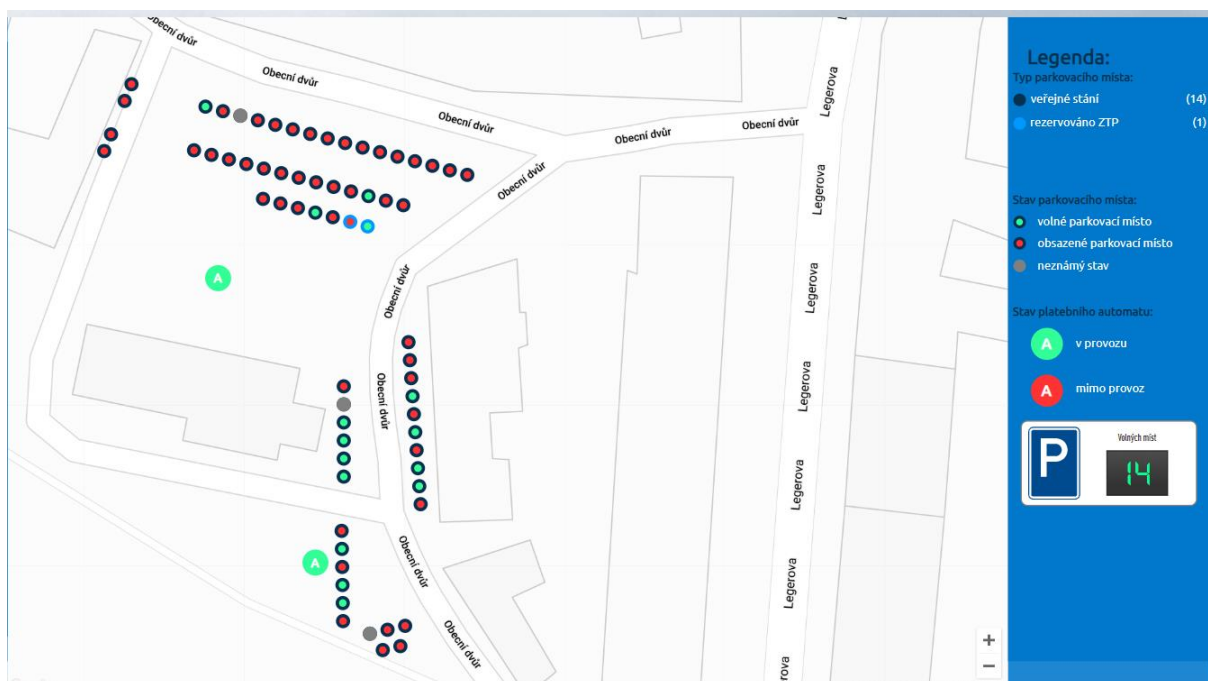 Obecní dvůr
Obecní dvůr
Obecní dvůr
Obecní dvůr
Obecní dvůr
Obecní dvůr
Obecní dvůr
Obecní dvůr
Obecní dvůr
Obecní dvůr
Legerova
Legerova
Legerova
Legerova
Legerova
Legerova
Legerova
A
A
Legenda:
Typ parkovacího místa:
veřejné stání (14)
rezervováno ZTP (1)
Stav parkovacího místa:
volné parkovací místo
obsazené parkovací místo
neznámý stav
Stav platebního automatu:
A v provozu
A mimo provoz
P
Volných míst
14
+
−